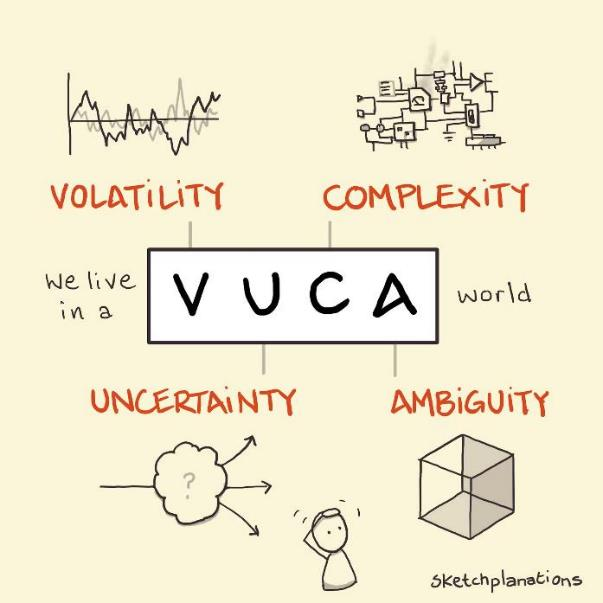 VOLATILITY
COMPLEXITY
We live
in a
VUCA
world
UNCERTAINTY
AMBIGUITY
?
sketchplanations